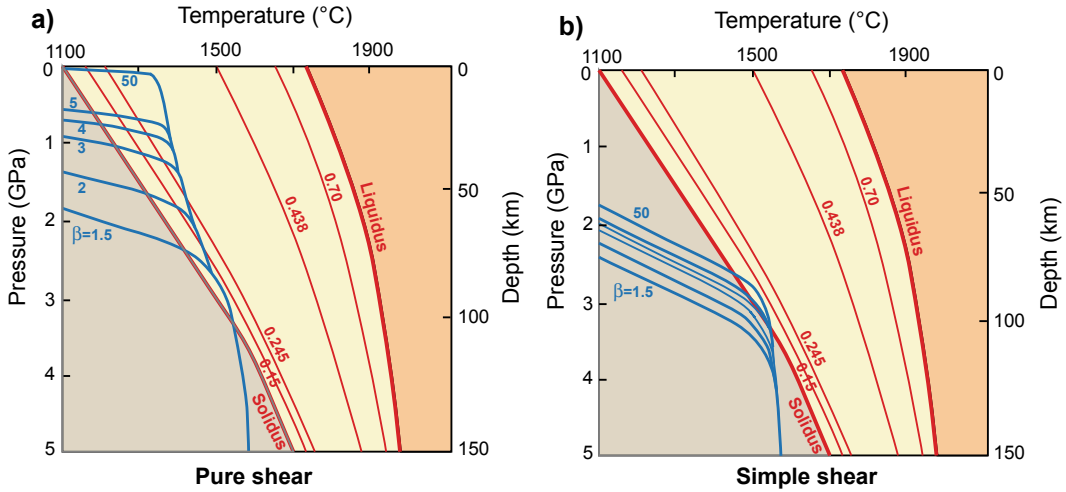 a)
Temperature (°C)
1100 1500 1900
Pressure (GPa)
0
1
2
3
4
5
Depth (km)
0
50
100
150
50
5
4
3
2
β=1.5
0.438
0.70
Liquidus
0.245
0.15
Solidus
Pure shear
b)
Temperature (°C)
1100 1500 1900
Pressure (GPa)
0
1
2
3
4
5
Depth (km)
0
50
100
150
50
β=1.5
0.438
0.70
Liquidus
0.245
0.15
Solidus
Simple shear